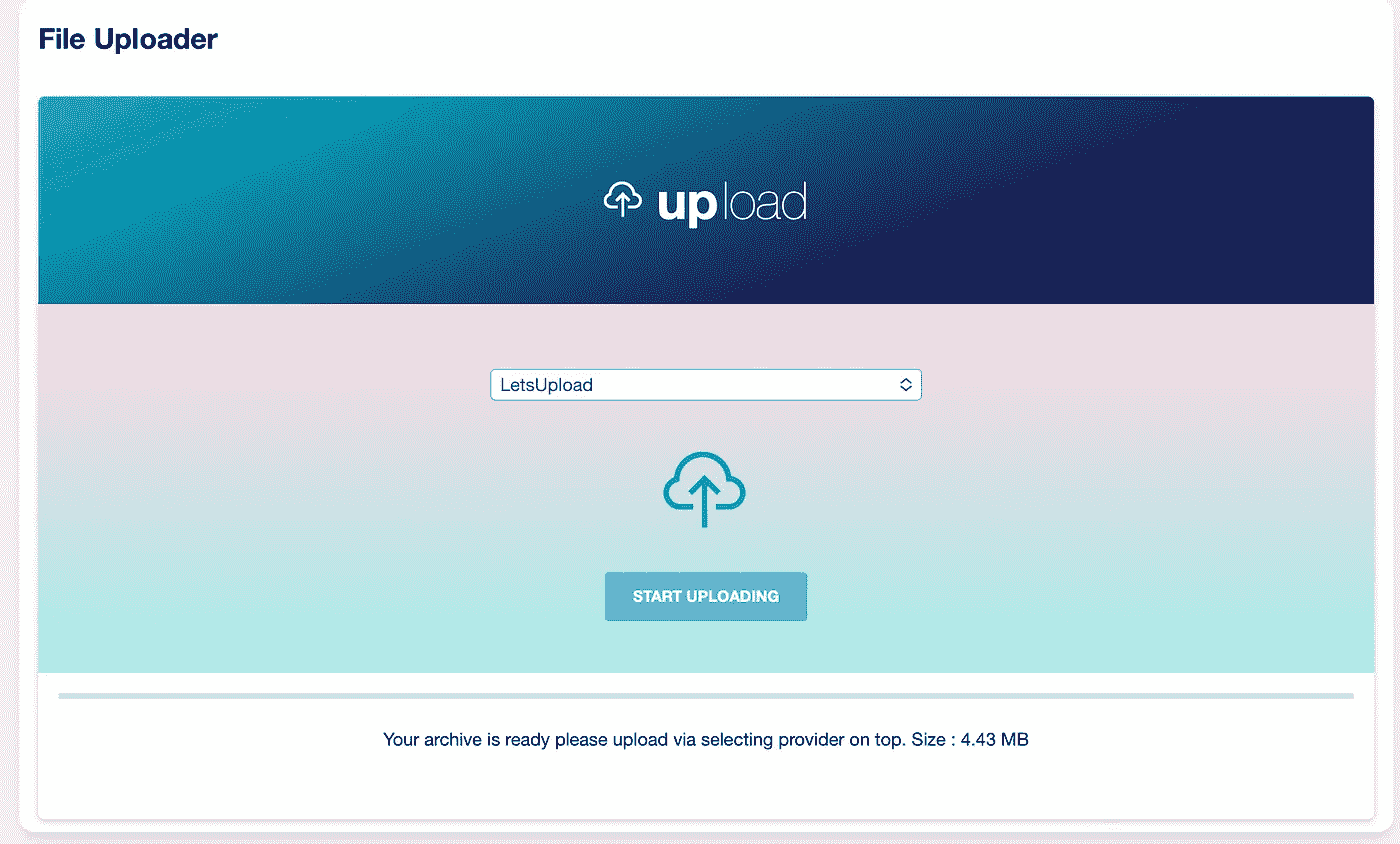 File Uploader
upload
LetsUpload
START UPLOADING
Your archive is ready please upload via selecting provider on top. Size : 4.43 MB